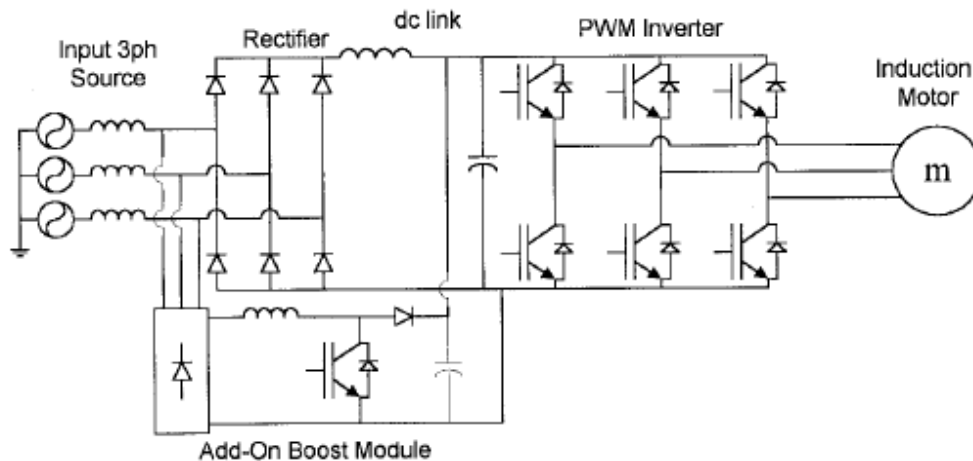 dc link
Input 3ph
Source
Rectifier
PWM Inverter
Induction
Motor
m
Add-On Boost Module